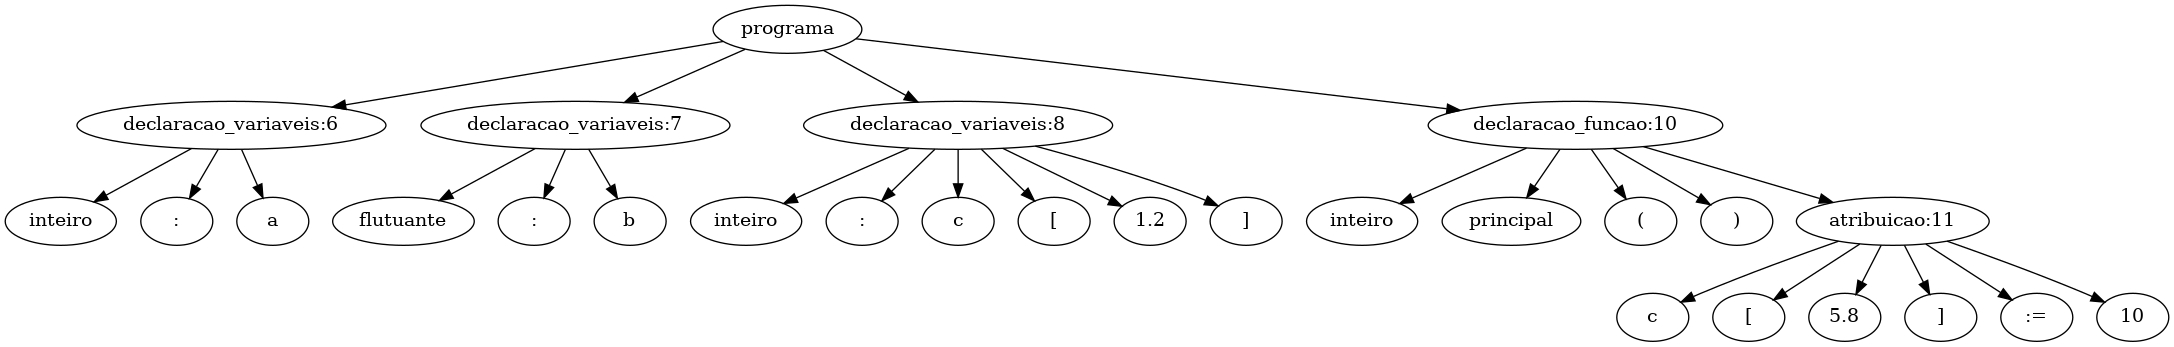 programa
declaracao_variaveis:6 declaracao_variaveis:7 declaracao_variaveis:8 declaracao_funcao:10
inteiro : a flutuante : b inteiro : c [ 1.2 ] inteiro principal ( ) atribuicao:11
c [ 5.8 ] := 10